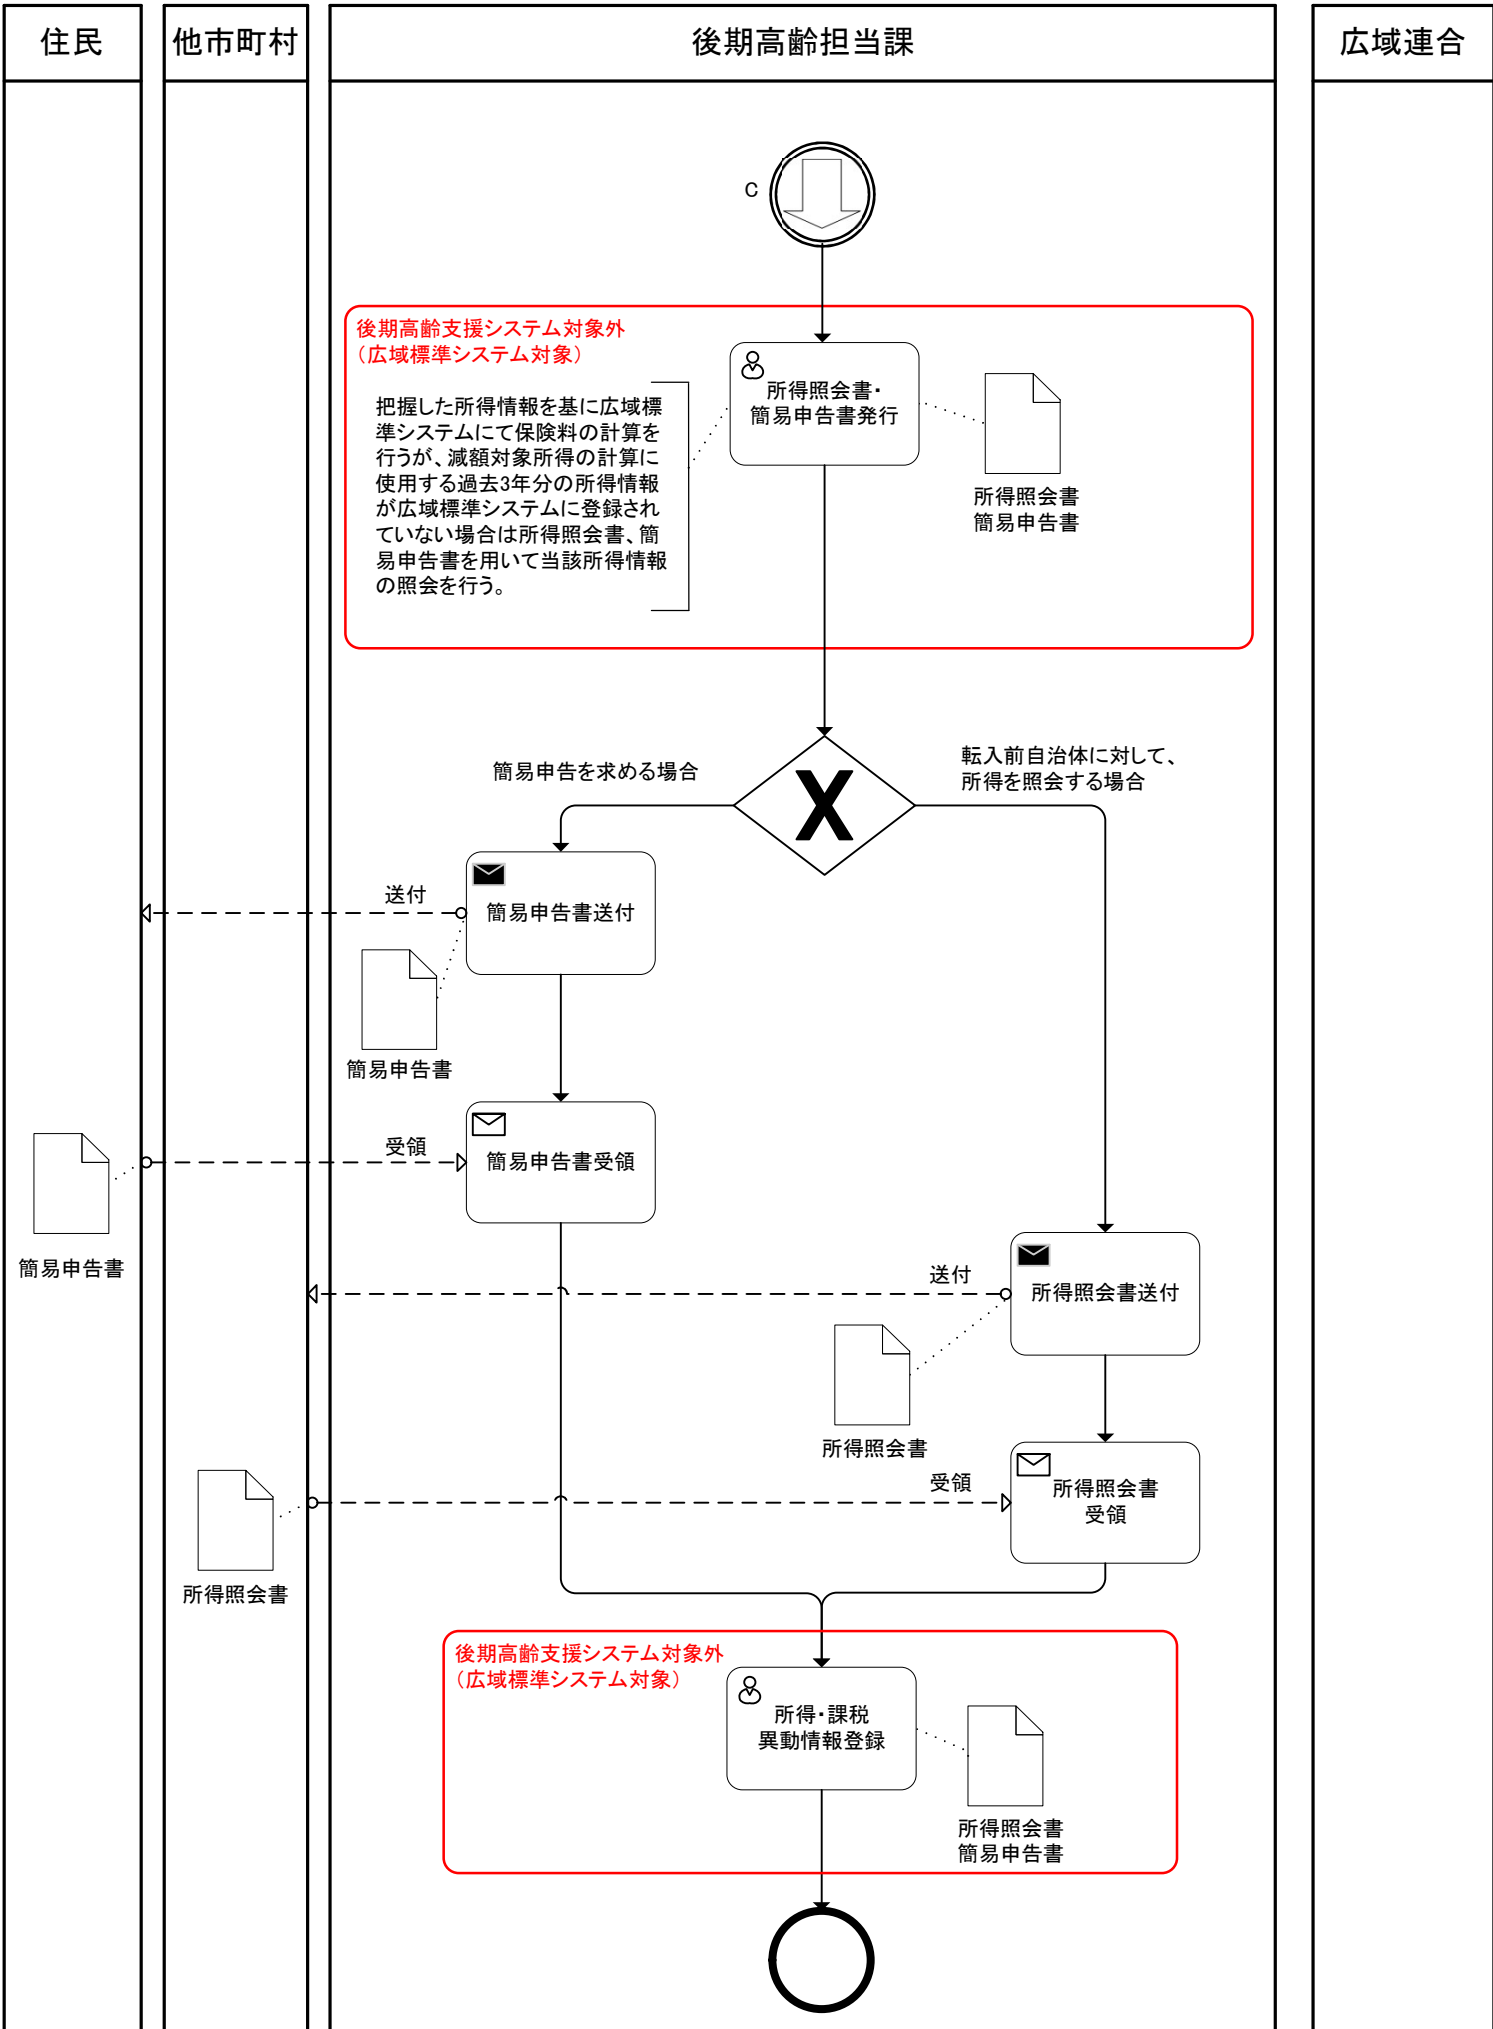 住民
他市町村
後期高齢担当課
広域連合
C
後期高齢支援システム対象外
（広域標準システム対象）
把握した所得情報を基に広域標
準システムにて保険料の計算を
行うが、減額対象所得の計算に
使用する過去3年分の所得情報
が広域標準システムに登録され
ていない場合は所得照会書、簡
易申告書を用いて当該所得情報
の照会を行う。
所得照会書・
簡易申告書発行
所得照会書
簡易申告書
簡易申告を求める場合
転入前自治体に対して、
所得を照会する場合
X
送付
簡易申告書送付
簡易申告書
受領
簡易申告書受領
簡易申告書
送付
所得照会書送付
所得照会書
受領
所得照会書
受領
所得照会書
後期高齢支援システム対象外
（広域標準システム対象）
所得・課税
異動情報登録
所得照会書
簡易申告書